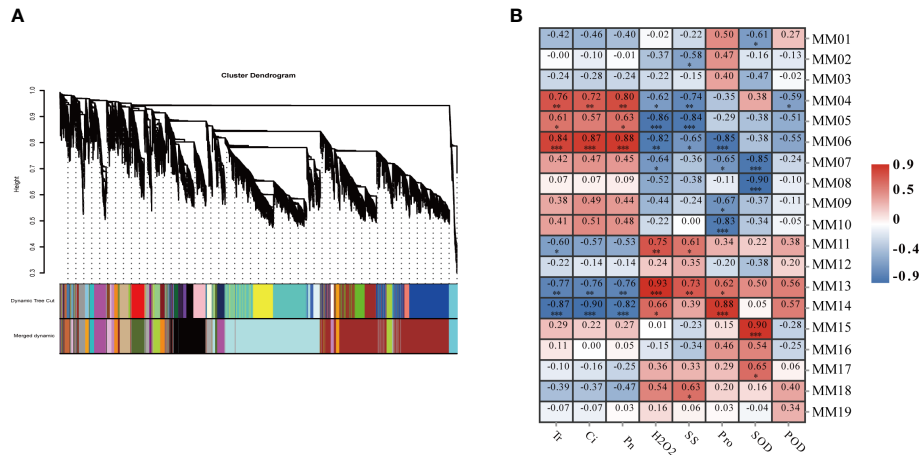 A
Cluster Dendrogram
Height
1.0
0.9
0.8
0.7
0.6
0.5
0.4
0.3
Dynamic Tree Cut
Merged dynamic
B
-0.42 -0.46 -0.40 -0.02 -0.22 0.50 -0.61 0.27 MM01
*
-0.00 -0.10 -0.01 -0.37 -0.58 0.47 -0.16 -0.13 MM02
*
-0.24 -0.28 -0.24 -0.22 -0.15 0.40 -0.47 -0.02 MM03
0.76 0.72 0.80 -0.62 -0.74 -0.35 0.38 -0.59 MM04
** ** ** * ** *
0.61 0.57 0.63 -0.86 -0.84 -0.29 -0.38 -0.51 MM05
* * *** ***
0.84 0.87 0.88 -0.82 -0.65 -0.85 -0.38 -0.55 MM06
*** *** *** ** * ***
0.42 0.47 0.45 -0.64 -0.36 -0.65 -0.85 -0.24 MM07
* * ***
0.07 0.07 0.09 -0.52 -0.38 -0.11 -0.90 -0.10 MM08
***
0.38 0.49 0.44 -0.44 -0.24 -0.67 -0.37 -0.11 MM09
*
0.41 0.51 0.48 -0.22 0.00 -0.83 -0.34 -0.05 MM10
***
-0.60 -0.57 -0.53 0.75 0.61 0.34 0.22 0.38 MM11
* ** *
-0.22 -0.14 -0.14 0.24 0.35 -0.20 -0.38 0.20 MM12
-0.77 -0.76 -0.76 0.93 0.73 0.62 0.50 0.56 MM13
** ** ** *** ** *
-0.87 -0.90 -0.82 0.66 0.39 0.88 0.05 0.57 MM14
*** *** *** * ***
0.29 0.22 0.27 0.01 -0.23 0.15 0.90 -0.28 MM15
***
0.11 0.00 0.05 -0.15 -0.34 0.46 0.54 -0.25 MM16
-0.10 -0.16 -0.25 0.36 0.33 0.29 0.65 0.06 MM17
*
-0.39 -0.37 -0.47 0.54 0.63 0.20 0.16 0.40 MM18
*
-0.07 -0.07 0.03 0.16 0.06 0.03 -0.04 0.34 MM19
Tr Ci Pn H2O2 SS Pro SOD POD
0.9
0.5
0
-0.5
-0.9